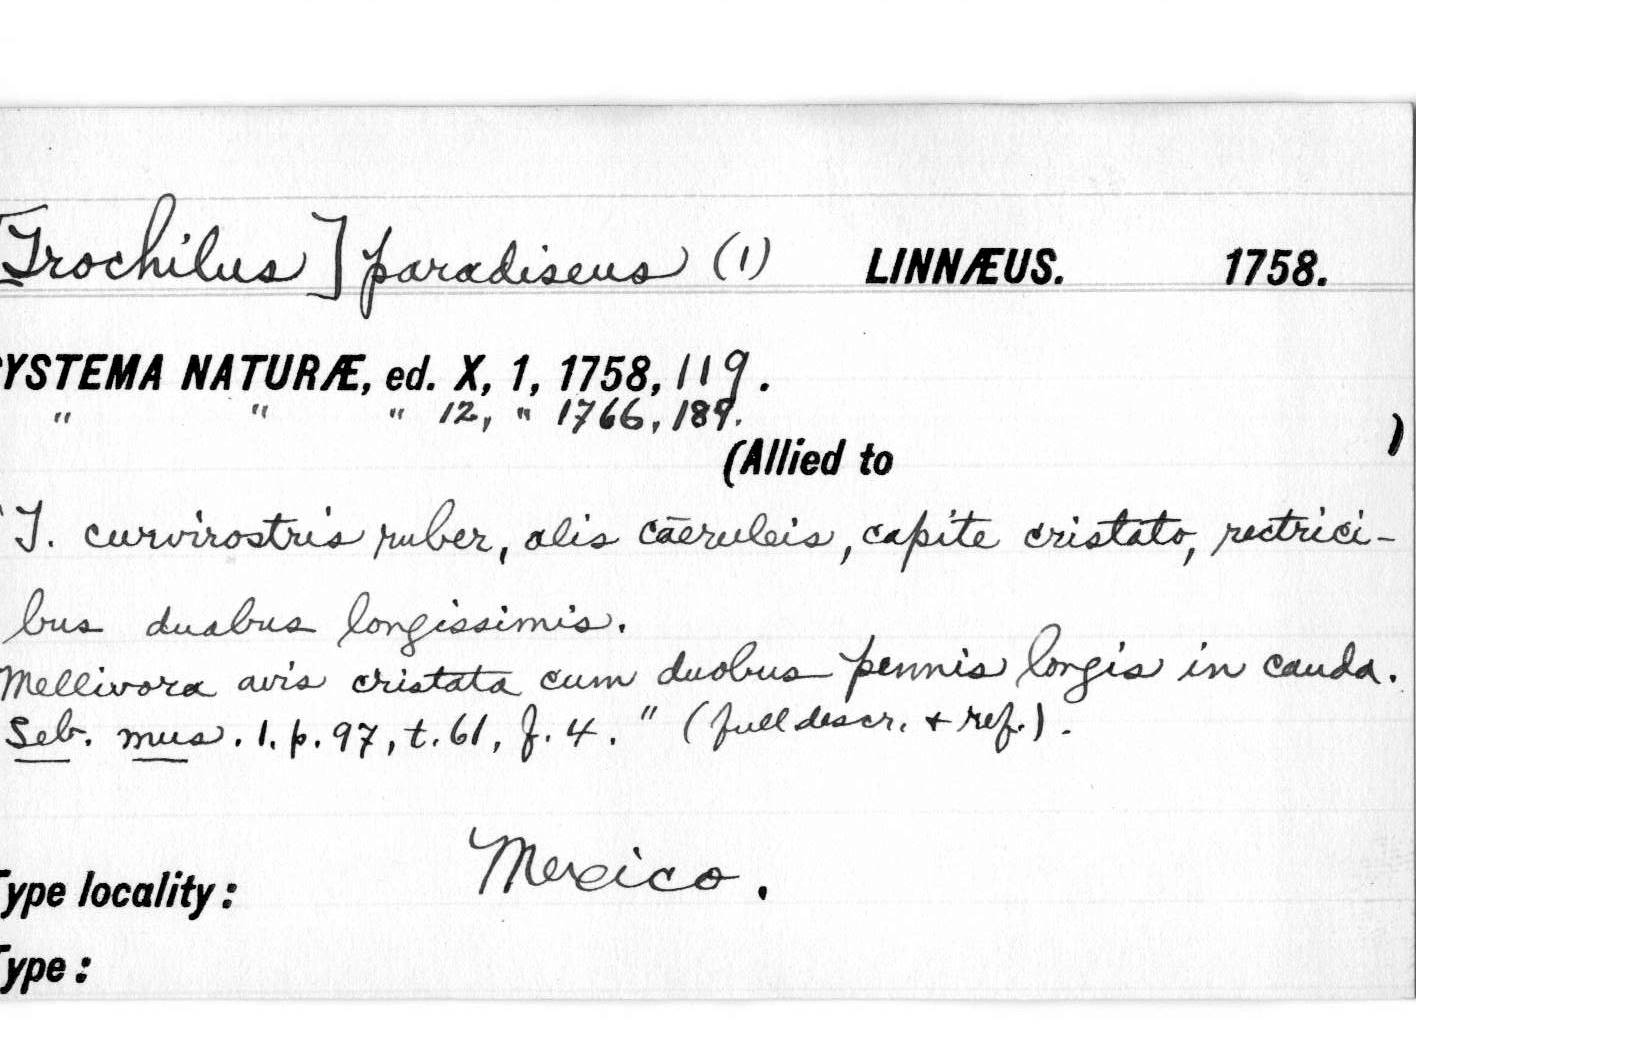 [Trochilus] paradiseus (1) LINNÆUS. 1758.
YSTEMA NATURÆ, ed. X, 1, 1758, 119.
" " " 12, " 1766, 189.
(Allied to )
"T. curvirostris ruber, alis cæruleis, capite cristato, rectrici-
bus duabus longissimis.
Mellivora avis cristata cum duobus pennis longis in cauda.
Seb. mus. 1. p. 97, t. 61, f. 4." (full descr. + ref.).
Type locality: Mexico.
Type: